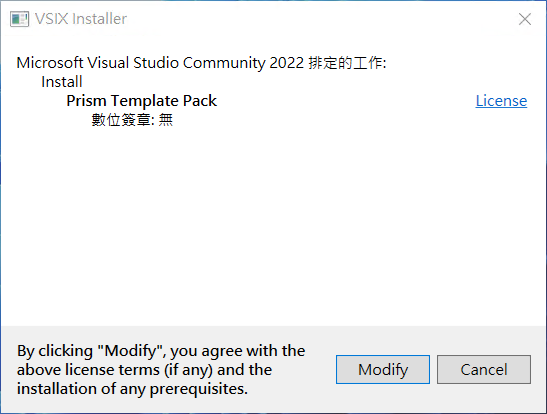 VSIX Installer
Microsoft Visual Studio Community 2022 排定的工作:
Install
Prism Template Pack License
數位簽章: 無
By clicking "Modify", you agree with the
above license terms (if any) and the
installation of any prerequisites.
Modify Cancel